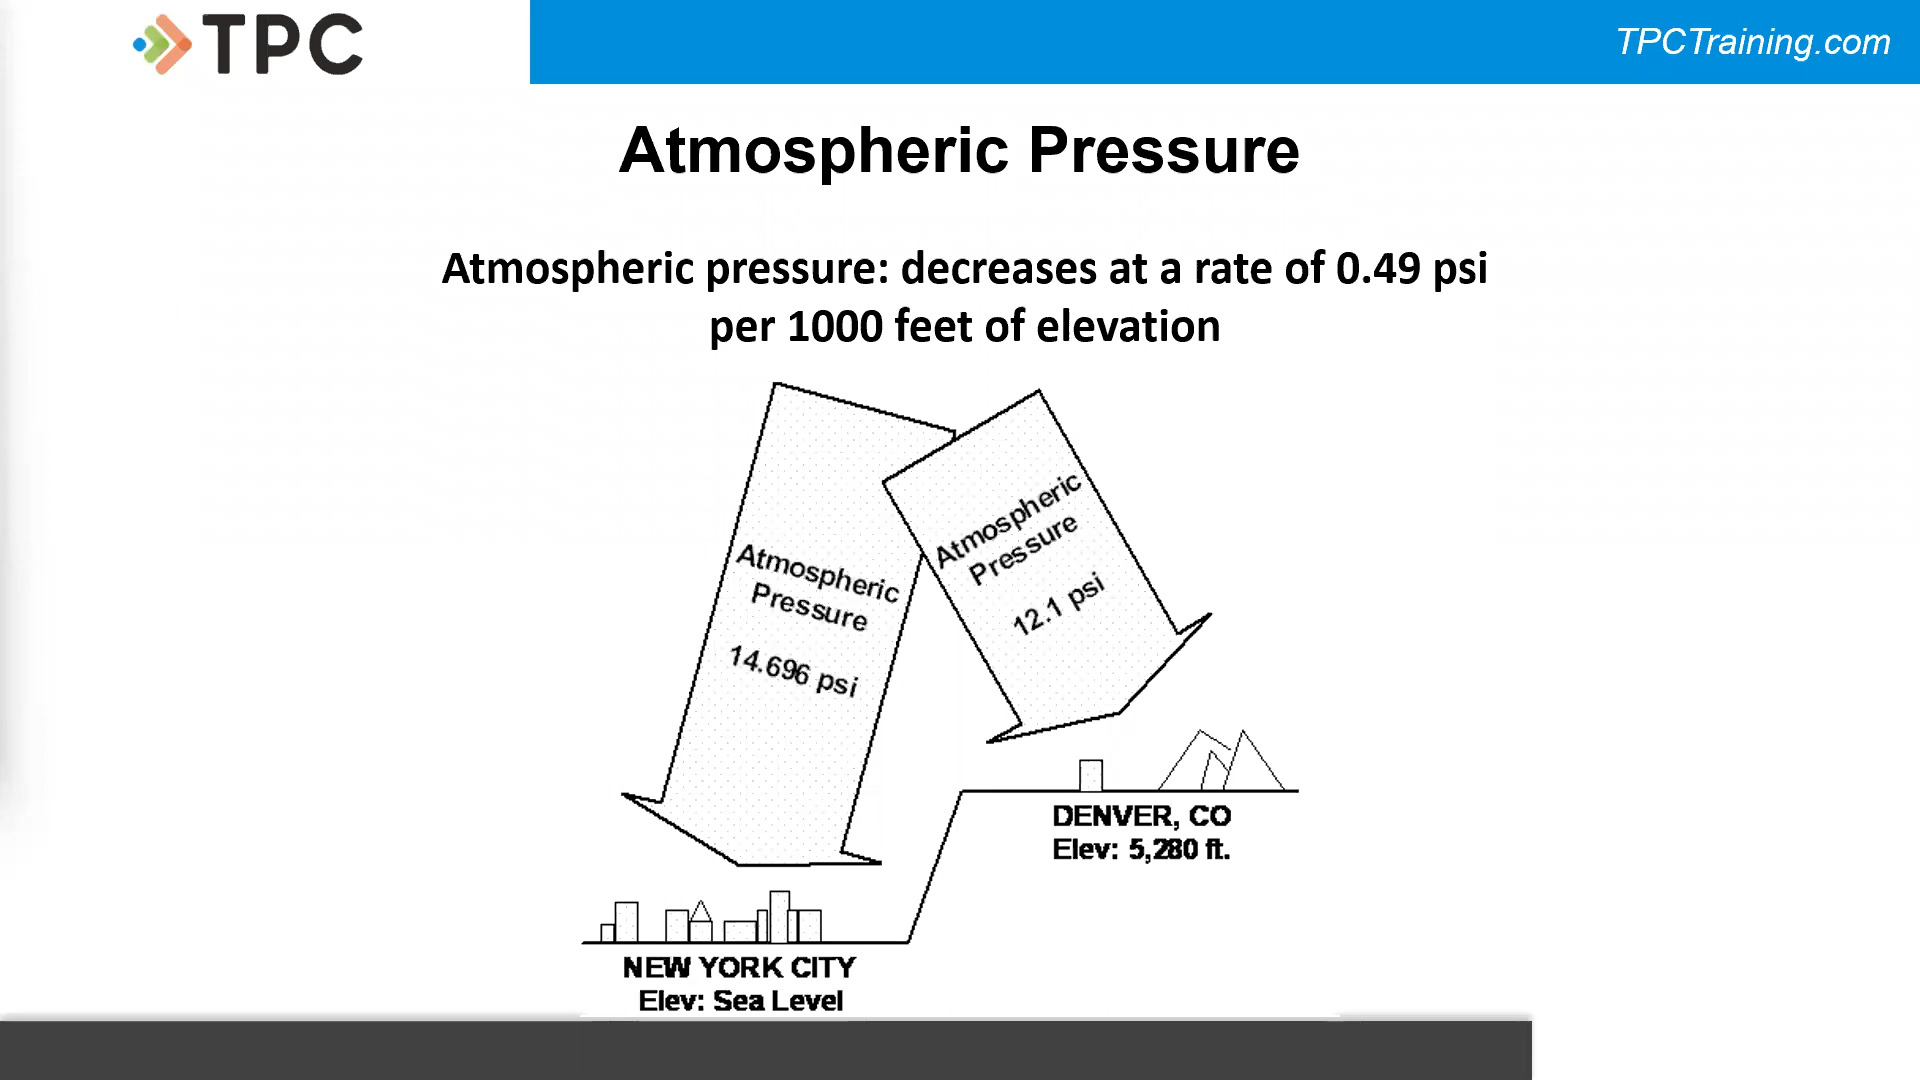 TPC
TPCTraining.com
Atmospheric Pressure
Atmospheric pressure: decreases at a rate of 0.49 psi
per 1000 feet of elevation
Atmospheric
Pressure
14.696 psi
Atmospheric
Pressure
12.1 psi
DENVER, CO
Elev: 5,280 ft.
NEW YORK CITY
Elev: Sea Level